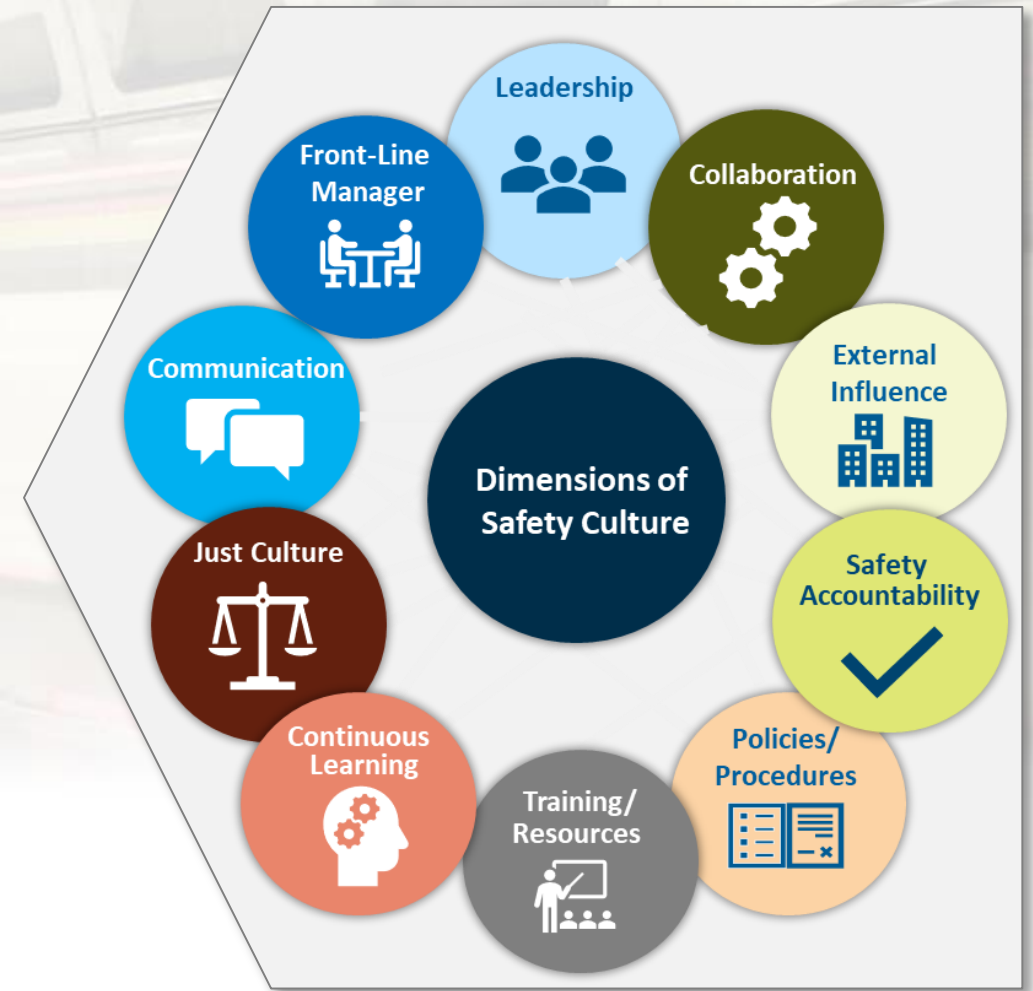 Leadership
Collaboration
External
Influence
Safety
Accountability
Policies/
Procedures
Training/
Resources
Continuous
Learning
Just Culture
Communication
Front-Line
Manager
Dimensions of
Safety Culture